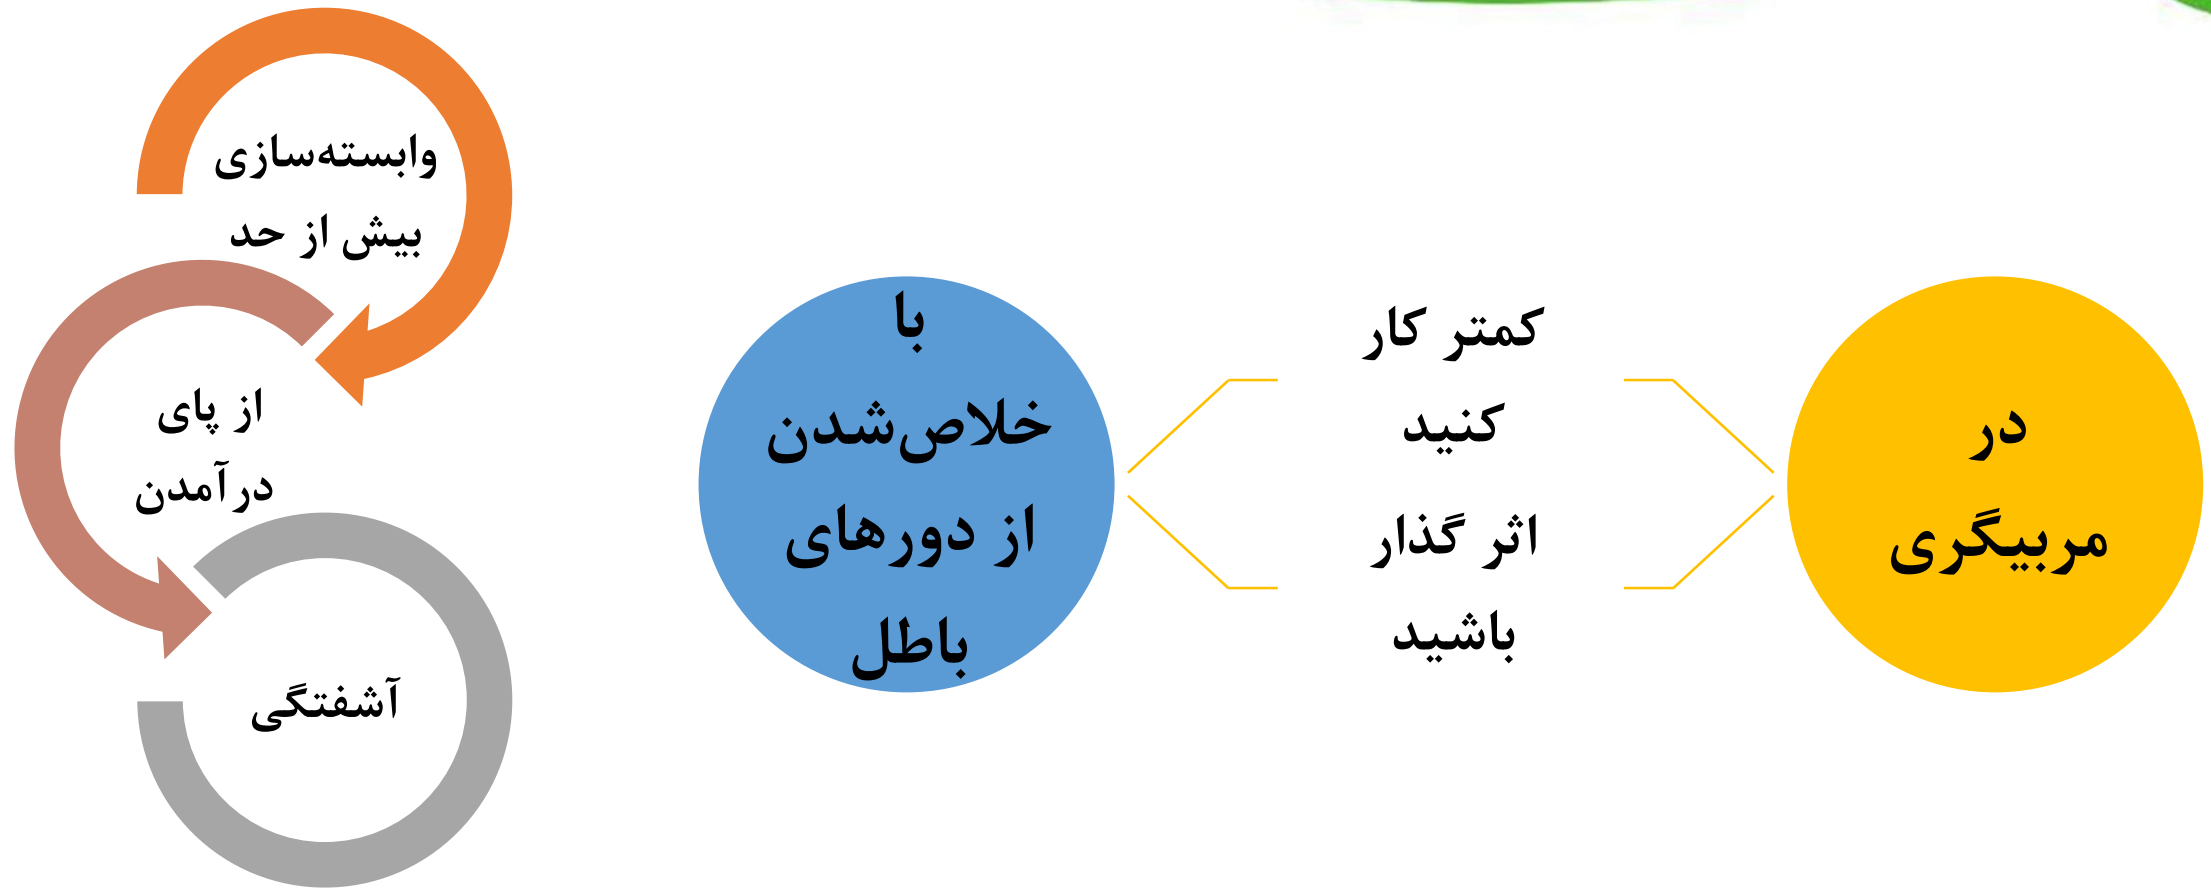 در
مربیگری
کمتر کار
کنید
اثر گذار
باشید
با
خلاص‌شدن
از دورهای
باطل
وابسته‌سازی
بیش از حد
از پای
درآمدن
آشفتگی